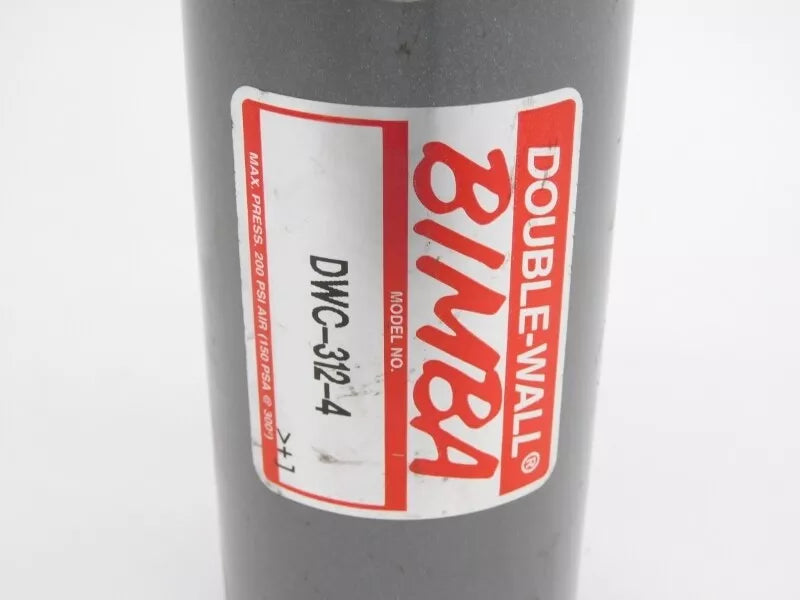 DOUBLE-WALL®
BIMBA
MODEL NO.
DWC-312-4
MAX. PRESS. 200 PSI AIR (150 PSA @ 300°)